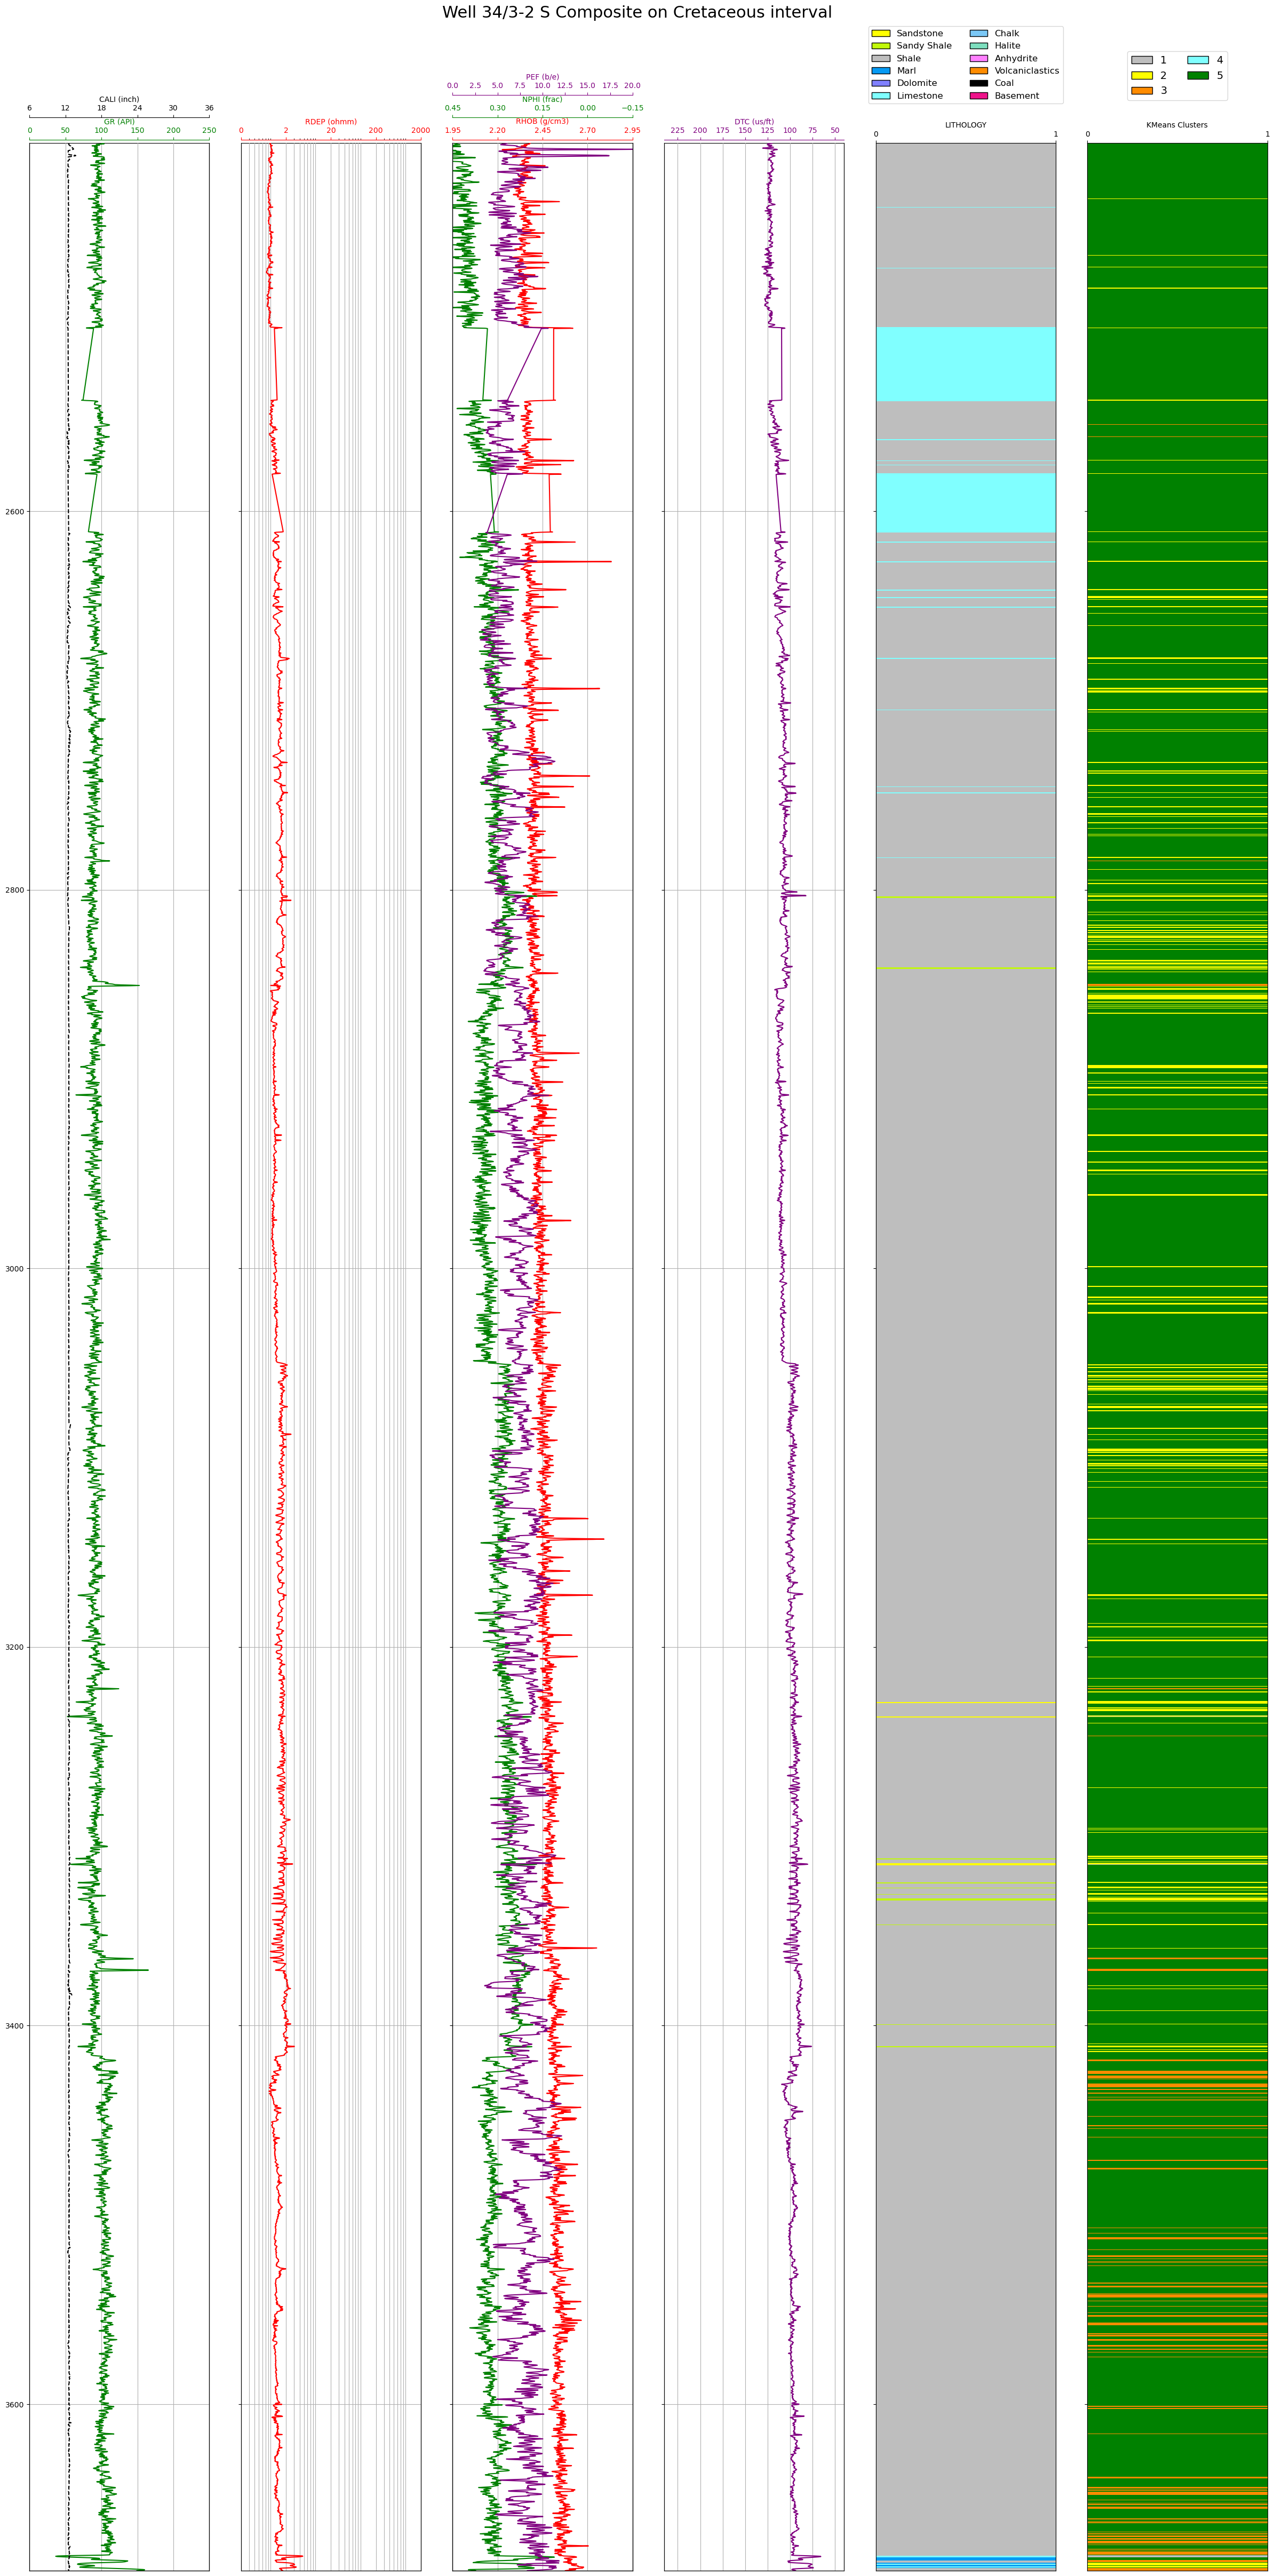 Well 34/3-2 S Composite on Cretaceous interval
Sandstone Chalk
Sandy Shale Halite
Shale Anhydrite
Marl Volcaniclastics
Dolomite Coal
Limestone Basement
1 4
2 5
3
PEF (b/e)
0.0 2.5 5.0 7.5 10.0 12.5 15.0 17.5 20.0
CALI (inch) NPHI (frac)
6 12 18 24 30 36 0.45 0.30 0.15 0.00 −0.15
GR (API) RDEP (ohmm) RHOB (g/cm3) DTC (us/ft) LITHOLOGY KMeans Clusters
0 50 100 150 200 250 0 2 20 200 2000 1.95 2.20 2.45 2.70 2.95 225 200 175 150 125 100 75 50 0 1 0 1
2600
2800
3000
3200
3400
3600